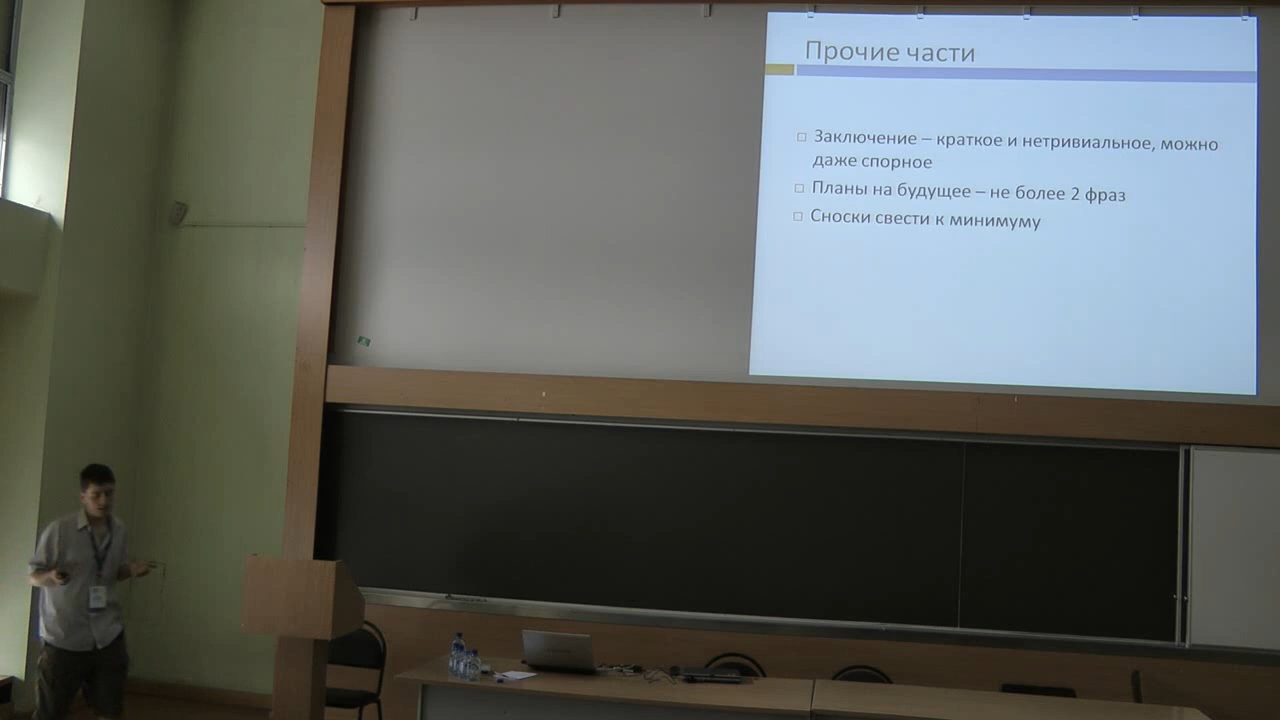 Прочие части
Заключение – краткое и нетривиальное, можно
даже спорное
Планы на будущее – не более 2 фраз
Сноски свести к минимуму